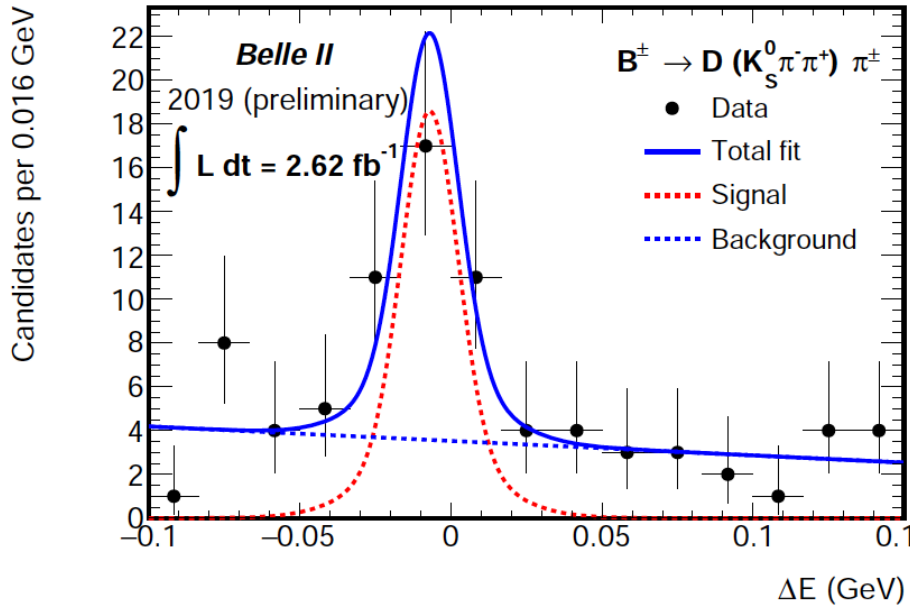 Candidates per 0.016 GeV
22
20
18
16
14
12
10
8
6
4
2
0
Belle II
2019 (preliminary)
∫ L dt = 2.62 fb⁻¹
B± → D (K⁰s π⁻π⁺) π±
Data
Total fit
Signal
Background
−0.1 −0.05 0 0.05 0.1 0.1
ΔE (GeV)